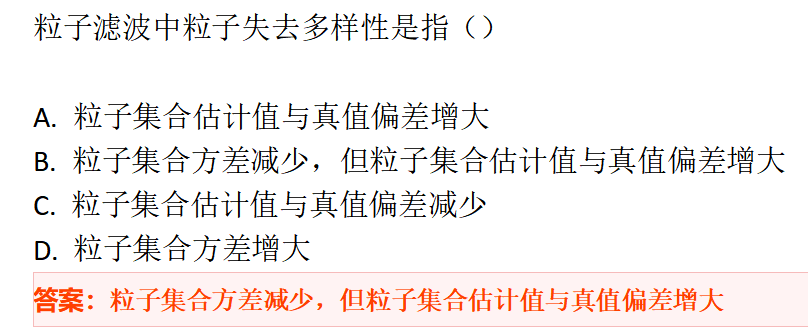 粒子滤波中粒子失去多样性是指（）
A. 粒子集合估计值与真值偏差增大
B. 粒子集合方差减少，但粒子集合估计值与真值偏差增大
C. 粒子集合估计值与真值偏差减少
D. 粒子集合方差增大
答案：粒子集合方差减少，但粒子集合估计值与真值偏差增大